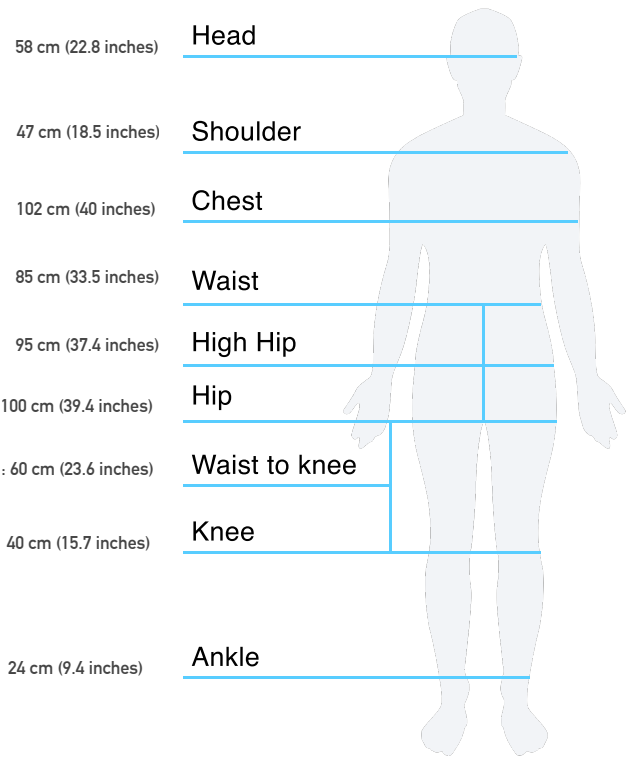 Head
58 cm (22.8 inches)
47 cm (18.5 inches)
Shoulder
Chest
102 cm (40 inches)
85 cm (33.5 inches)
Waist
95 cm (37.4 inches)
High Hip
Hip
100 cm (39.4 inches)
: 60 cm (23.6 inches)
Waist to knee
Knee
40 cm (15.7 inches)
Ankle
24 cm (9.4 inches)